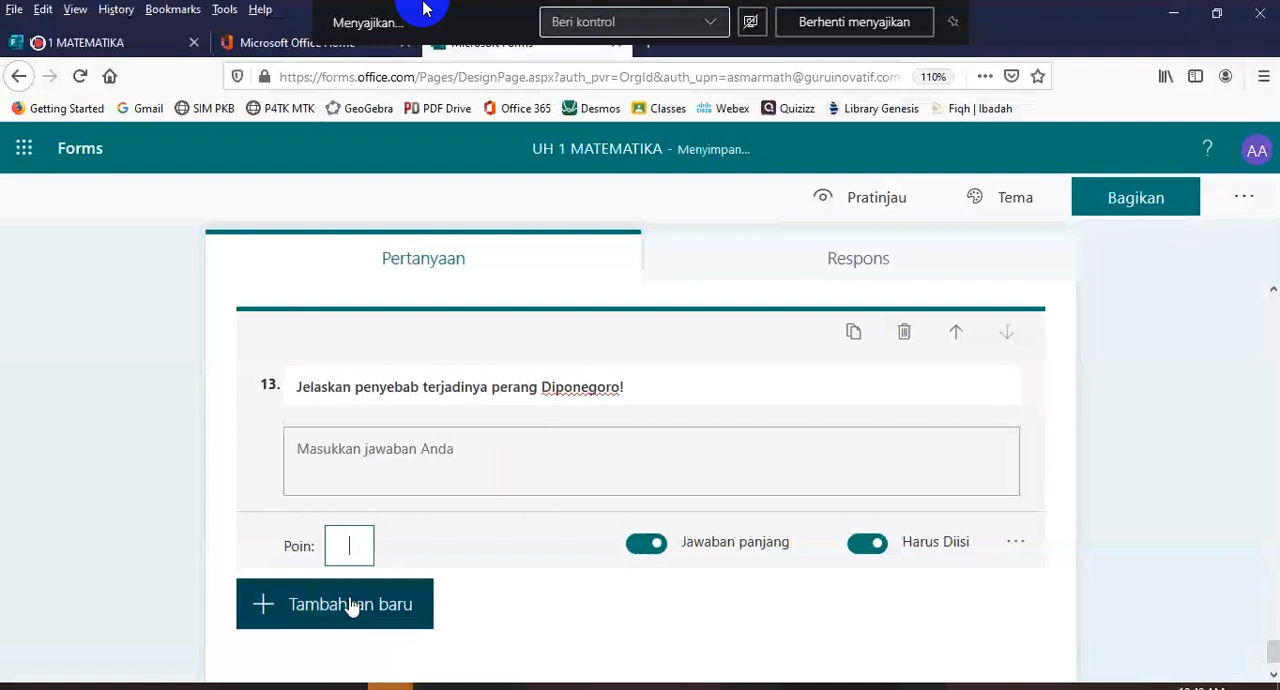 File Edit View History Bookmarks Tools Help
Menyajikan...
Beri kontrol
Berhenti menyajikan
1 MATEMATIKA
Microsoft Office Home
Microsoft Forms
https://forms.office.com/Pages/DesignPage.aspx?auth_pvr=OrgId&auth_upn=asmarmath@guruinovatif.com
110%
Getting Started Gmail SIM PKB P4TK MTK GeoGebra PDF Drive Office 365 Desmos Classes Webex Quizizz Library Genesis Fiqh | Ibadah
Forms
UH 1 MATEMATIKA - Menyimpan...
?
AA
Pratinjau
Tema
Bagikan
Pertanyaan
Respons
13. Jelaskan penyebab terjadinya perang Diponegoro!
Masukkan jawaban Anda
Poin:
Jawaban panjang
Harus Diisi
Tambahkan baru